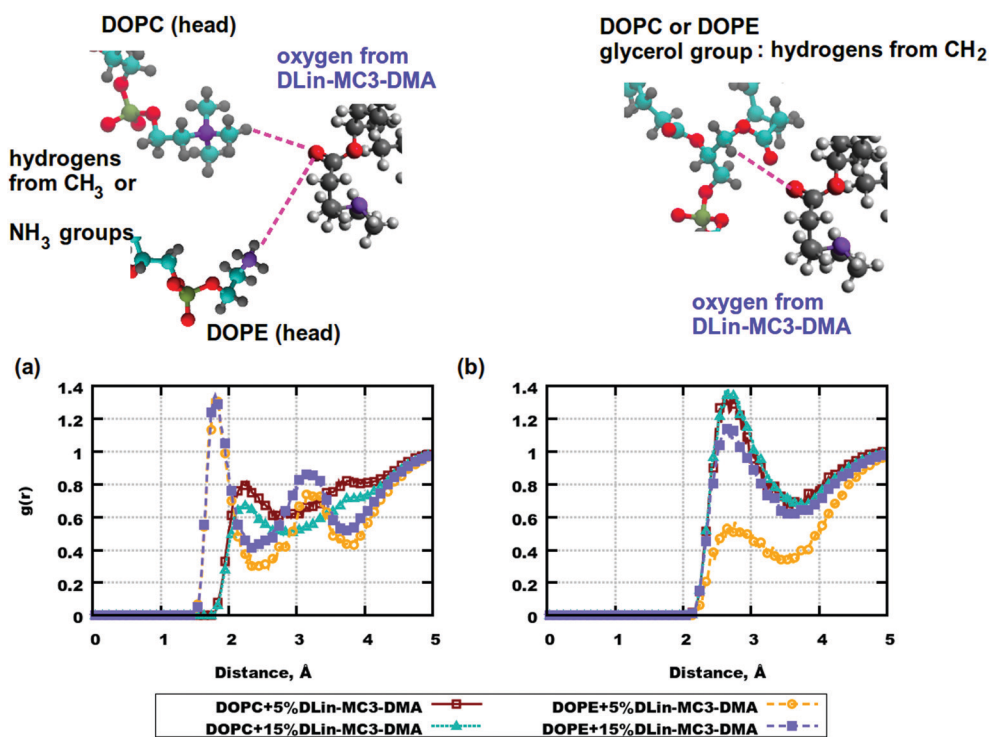 DOPC (head)
oxygen from
DLin-MC3-DMA
hydrogens
from CH₃ or
NH₃ groups
DOPE (head)
DOPC or DOPE
glycerol group : hydrogens from CH₂
oxygen from
DLin-MC3-DMA
(a)
1.4
1.2
1
0.8
0.6
0.4
0.2
0
g(r)
0 1 2 3 4 5
Distance, Å
(b)
1.4
1.2
1
0.8
0.6
0.4
0.2
0
0 1 2 3 4 5
Distance, Å
DOPC+5%DLin-MC3-DMA
DOPC+15%DLin-MC3-DMA
DOPE+5%DLin-MC3-DMA
DOPE+15%DLin-MC3-DMA